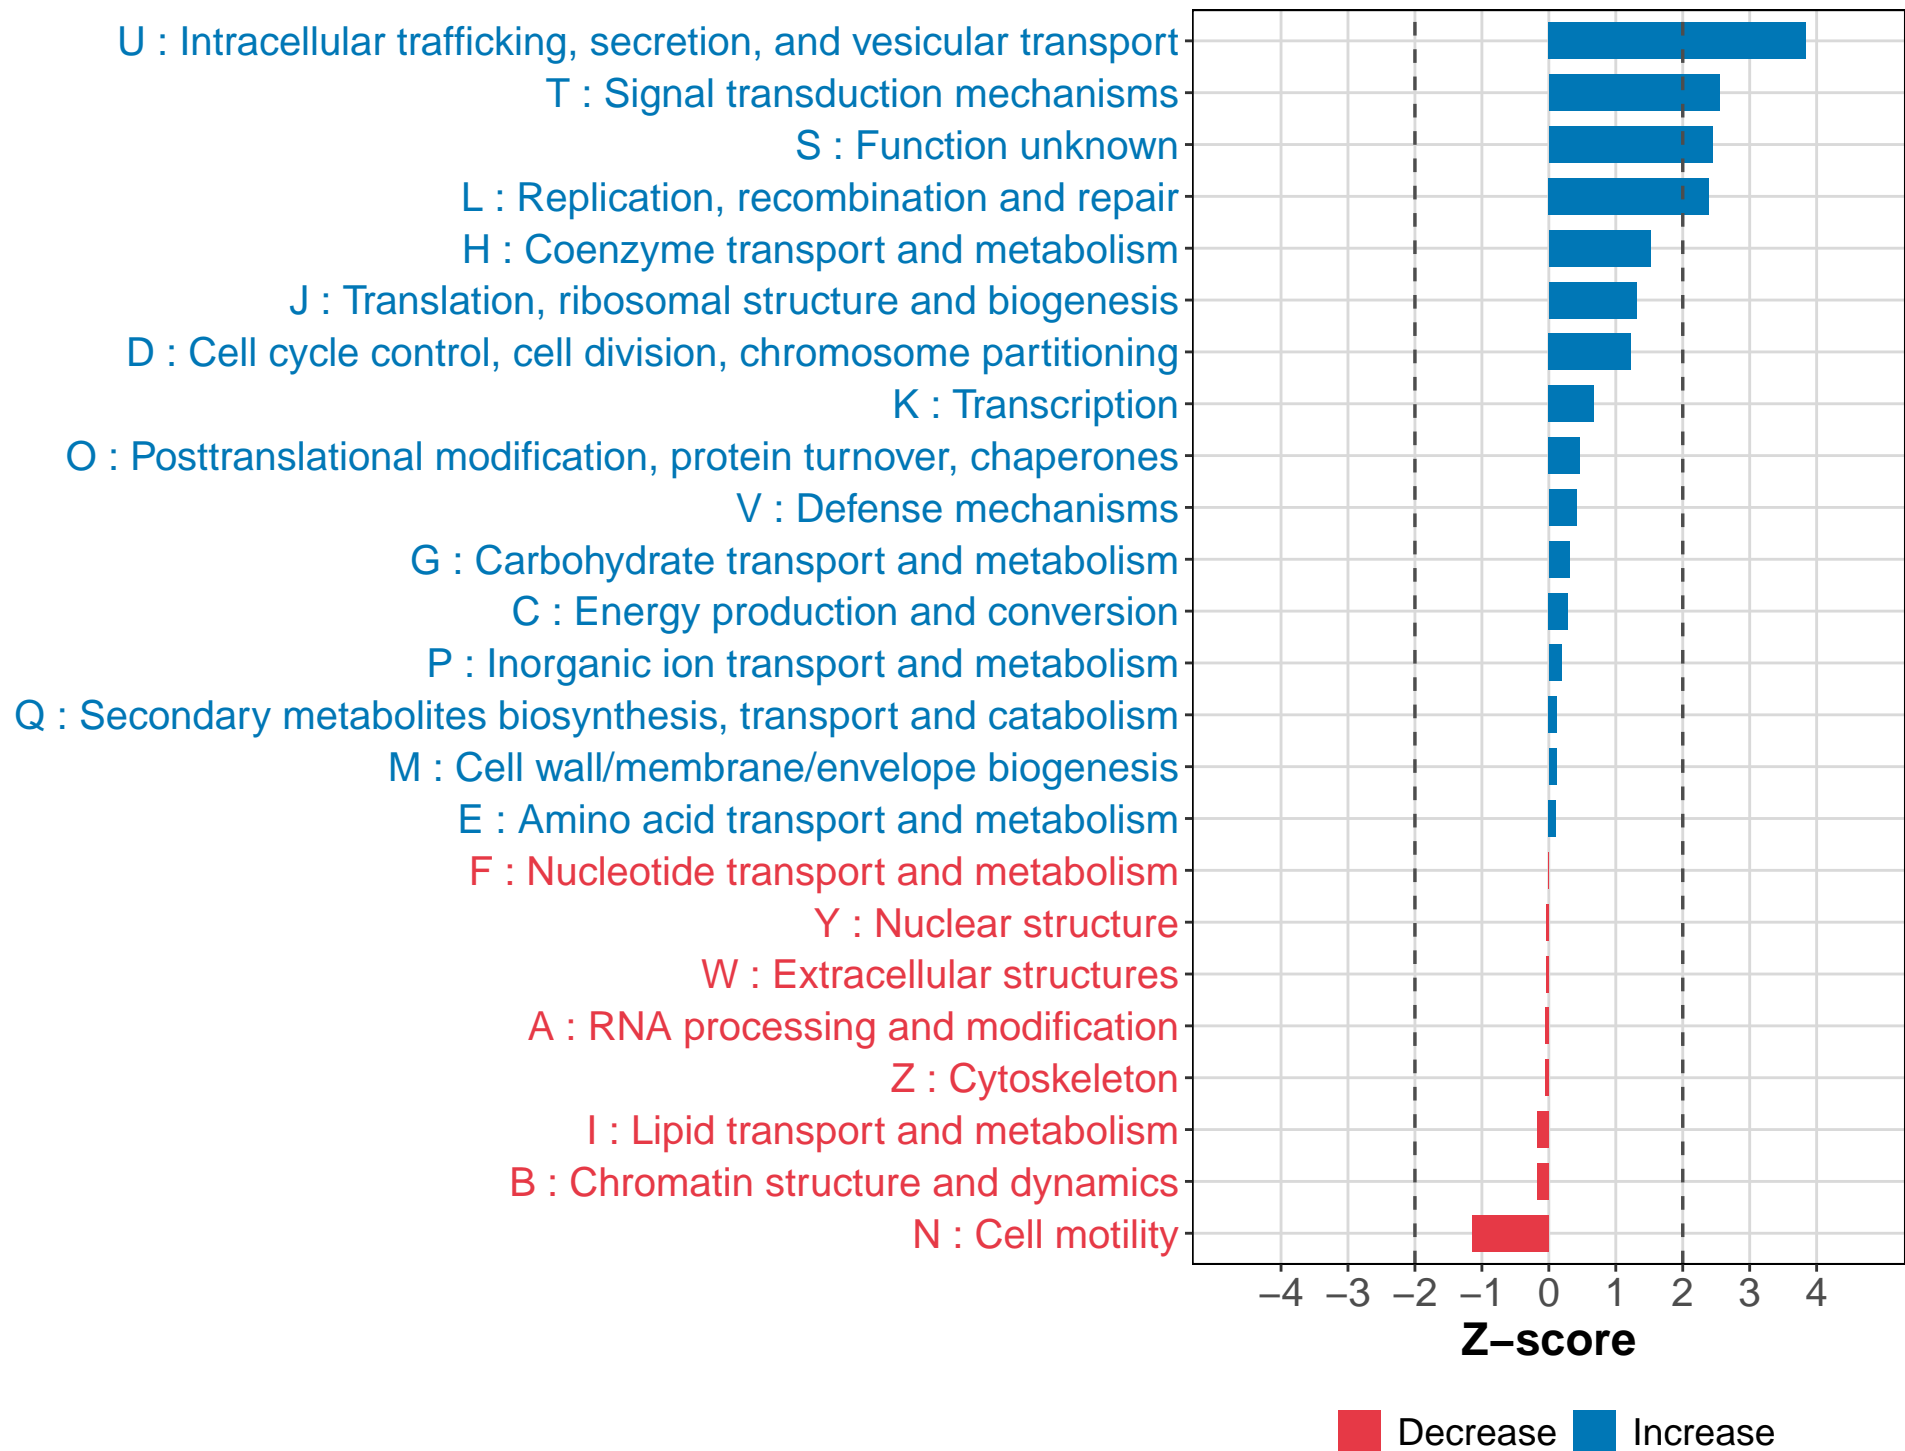 U : Intracellular trafficking, secretion, and vesicular transport
T : Signal transduction mechanisms
S : Function unknown
L : Replication, recombination and repair
H : Coenzyme transport and metabolism
J : Translation, ribosomal structure and biogenesis
D : Cell cycle control, cell division, chromosome partitioning
K : Transcription
O : Posttranslational modification, protein turnover, chaperones
V : Defense mechanisms
G : Carbohydrate transport and metabolism
C : Energy production and conversion
P : Inorganic ion transport and metabolism
Q : Secondary metabolites biosynthesis, transport and catabolism
M : Cell wall/membrane/envelope biogenesis
E : Amino acid transport and metabolism
F : Nucleotide transport and metabolism
Y : Nuclear structure
W : Extracellular structures
A : RNA processing and modification
Z : Cytoskeleton
I : Lipid transport and metabolism
B : Chromatin structure and dynamics
N : Cell motility
−4 −3 −2 −1 0 1 2 3 4
Z−score
Decrease Increase